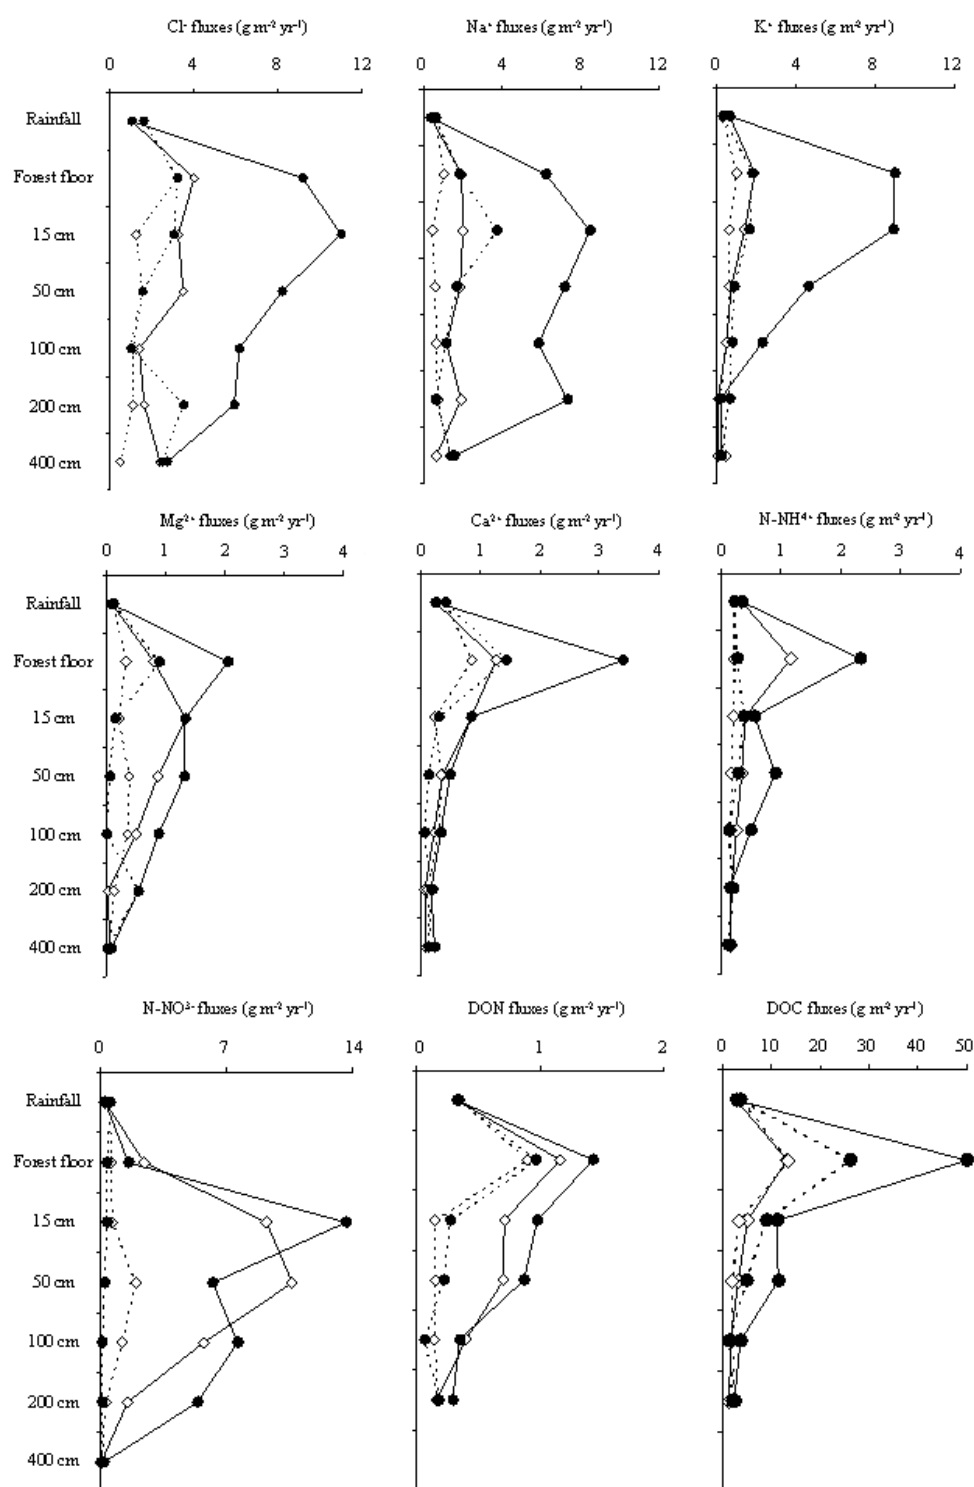 Cl⁻ fluxes (g m⁻² yr⁻¹) Na⁺ fluxes (g m⁻² yr⁻¹) K⁺ fluxes (g m⁻² yr⁻¹)
0 4 8 12 0 4 8 12 0 4 8 12
Rainfall
Forest floor
15 cm
50 cm
100 cm
200 cm
400 cm
Mg²⁺ fluxes (g m⁻² yr⁻¹) Ca²⁺ fluxes (g m⁻² yr⁻¹) N-NH⁴⁺ fluxes (g m⁻² yr⁻¹)
0 1 2 3 4 0 1 2 3 4 0 1 2 3 4
Rainfall
Forest floor
15 cm
50 cm
100 cm
200 cm
400 cm
N-NO³⁻ fluxes (g m⁻² yr⁻¹) DON fluxes (g m⁻² yr⁻¹) DOC fluxes (g m⁻² yr⁻¹)
0 7 14 0 1 2 0 10 20 30 40 50
Rainfall
Forest floor
15 cm
50 cm
100 cm
200 cm
400 cm